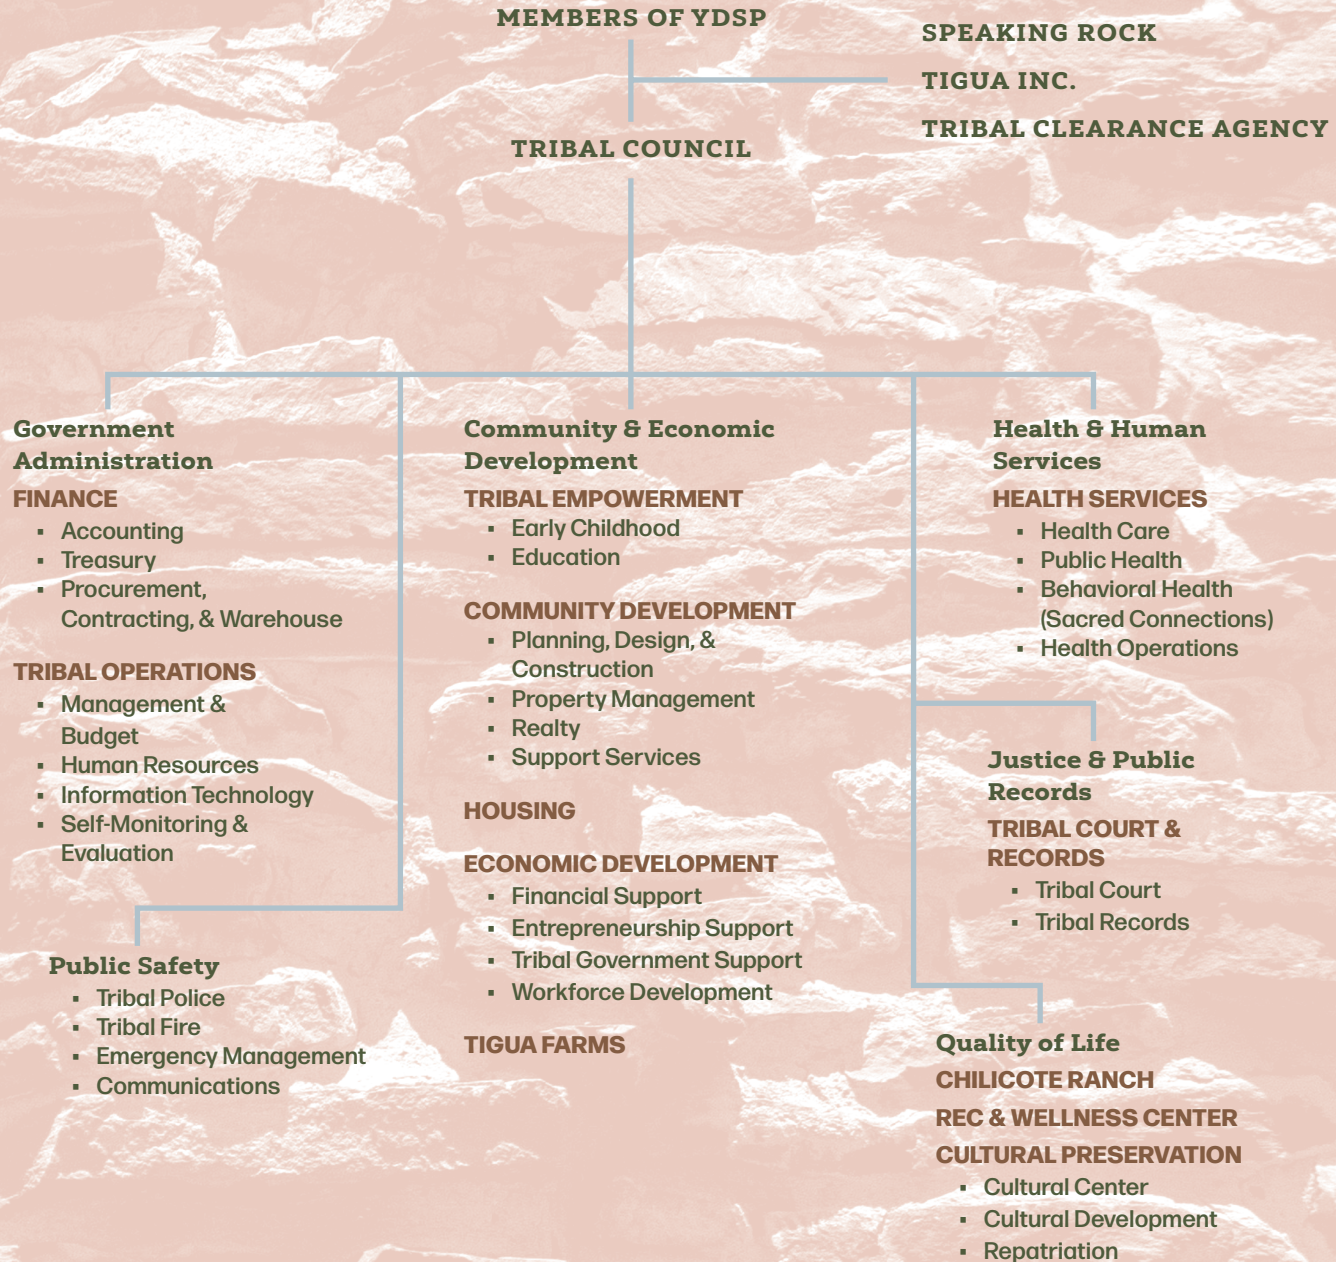 MEMBERS OF YDSP
SPEAKING ROCK
TIGUA INC.
TRIBAL CLEARANCE AGENCY
TRIBAL COUNCIL
Government
Administration
FINANCE
▪ Accounting
▪ Treasury
▪ Procurement,
Contracting, & Warehouse
TRIBAL OPERATIONS
▪ Management &
Budget
▪ Human Resources
▪ Information Technology
▪ Self-Monitoring &
Evaluation
Public Safety
▪ Tribal Police
▪ Tribal Fire
▪ Emergency Management
▪ Communications
Community & Economic
Development
TRIBAL EMPOWERMENT
▪ Early Childhood
▪ Education
COMMUNITY DEVELOPMENT
▪ Planning, Design, &
Construction
▪ Property Management
▪ Realty
▪ Support Services
HOUSING
ECONOMIC DEVELOPMENT
▪ Financial Support
▪ Entrepreneurship Support
▪ Tribal Government Support
▪ Workforce Development
TIGUA FARMS
Health & Human
Services
HEALTH SERVICES
▪ Health Care
▪ Public Health
▪ Behavioral Health
(Sacred Connections)
▪ Health Operations
Justice & Public
Records
TRIBAL COURT &
RECORDS
▪ Tribal Court
▪ Tribal Records
Quality of Life
CHILICOTE RANCH
REC & WELLNESS CENTER
CULTURAL PRESERVATION
▪ Cultural Center
▪ Cultural Development
▪ Repatriation